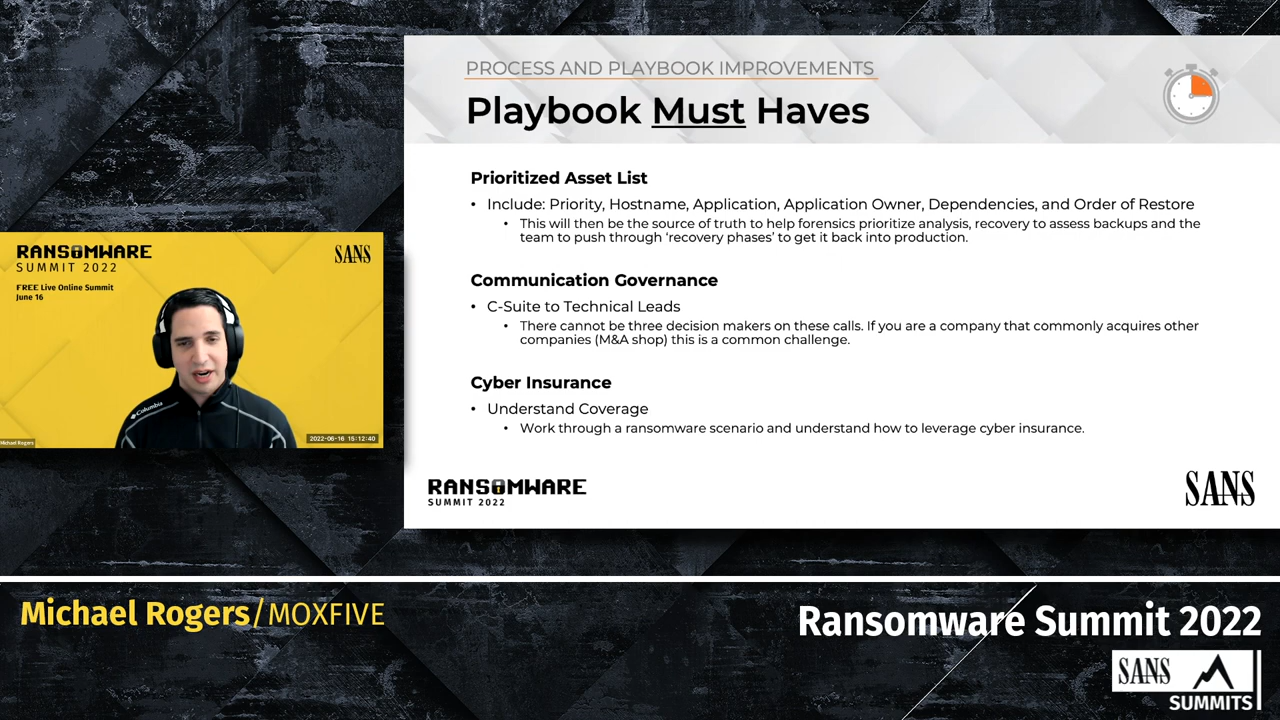 PROCESS AND PLAYBOOK IMPROVEMENTS
Playbook Must Haves
Prioritized Asset List
• Include: Priority, Hostname, Application, Application Owner, Dependencies, and Order of Restore
• This will then be the source of truth to help forensics prioritize analysis, recovery to assess backups and the
team to push through ‘recovery phases’ to get it back into production.
Communication Governance
• C-Suite to Technical Leads
• There cannot be three decision makers on these calls. If you are a company that commonly acquires other
companies (M&A shop) this is a common challenge.
Cyber Insurance
• Understand Coverage
• Work through a ransomware scenario and understand how to leverage cyber insurance.
RANSOMWARE
SUMMIT 2022
SANS
RANSOMWARE
SUMMIT 2022
SANS
FREE Live Online Summit
June 16
Columbia
Michael Rogers
2022-06-16 15:12:40
Michael Rogers/MOXFIVE
Ransomware Summit 2022
SANS
SUMMITS